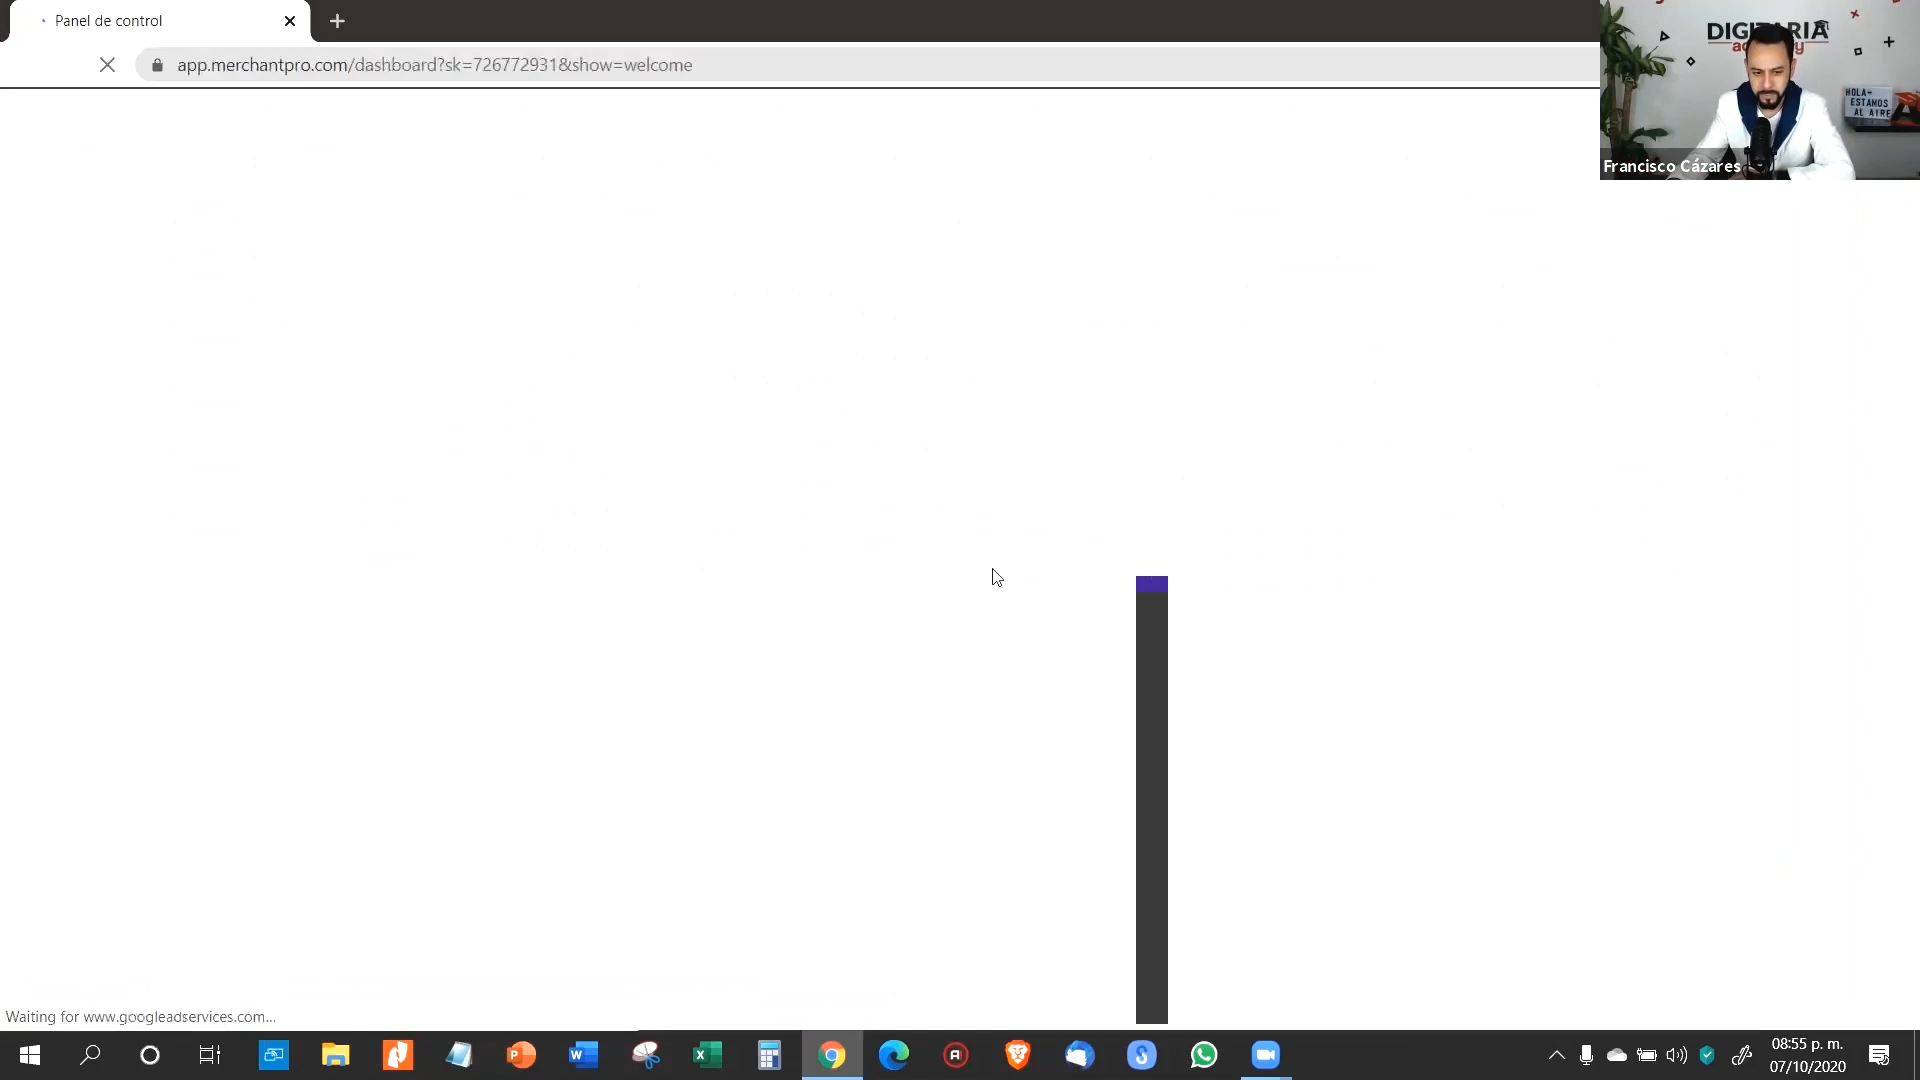 Panel de control
app.merchantpro.com/dashboard?sk=726772931&show=welcome
DIGITARIA
HOLA
ESTAMOS
AL AIRE
Francisco Cázares
Waiting for www.googleadservices.com...
08:55 p. m.
07/10/2020